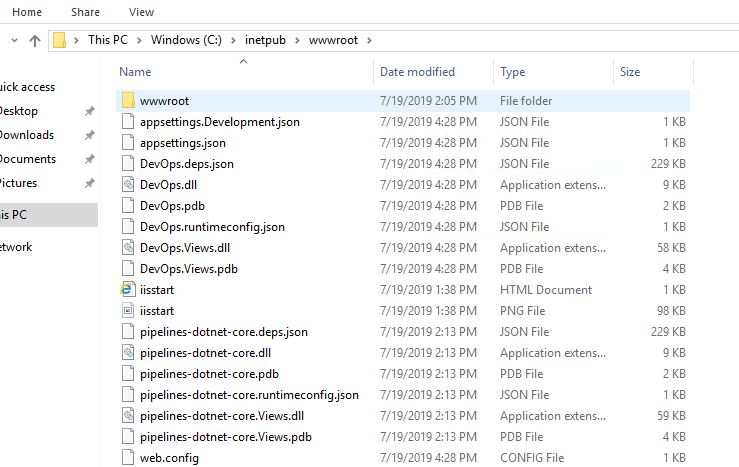 Home Share View
This PC Windows (C:) inetpub wwwroot
Name Date modified Type Size
uick access
Desktop
Downloads
Documents
Pictures
is PC
etwork
wwwroot 7/19/2019 2:05 PM File folder
appsettings.Development.json 7/19/2019 4:28 PM JSON File 1 KB
appsettings.json 7/19/2019 4:28 PM JSON File 1 KB
DevOps.deps.json 7/19/2019 4:28 PM JSON File 229 KB
DevOps.dll 7/19/2019 4:28 PM Application extens... 9 KB
DevOps.pdb 7/19/2019 4:28 PM PDB File 2 KB
DevOps.runtimeconfig.json 7/19/2019 4:28 PM JSON File 1 KB
DevOps.Views.dll 7/19/2019 4:28 PM Application extens... 58 KB
DevOps.Views.pdb 7/19/2019 4:28 PM PDB File 4 KB
iisstart 7/19/2019 1:38 PM HTML Document 1 KB
iisstart 7/19/2019 1:38 PM PNG File 98 KB
pipelines-dotnet-core.deps.json 7/19/2019 2:13 PM JSON File 229 KB
pipelines-dotnet-core.dll 7/19/2019 2:13 PM Application extens... 9 KB
pipelines-dotnet-core.pdb 7/19/2019 2:13 PM PDB File 2 KB
pipelines-dotnet-core.runtimeconfig.json 7/19/2019 2:13 PM JSON File 1 KB
pipelines-dotnet-core.Views.dll 7/19/2019 2:13 PM Application extens... 59 KB
pipelines-dotnet-core.Views.pdb 7/19/2019 2:13 PM PDB File 4 KB
web.config 7/19/2019 4:28 PM CONFIG File 1 KB